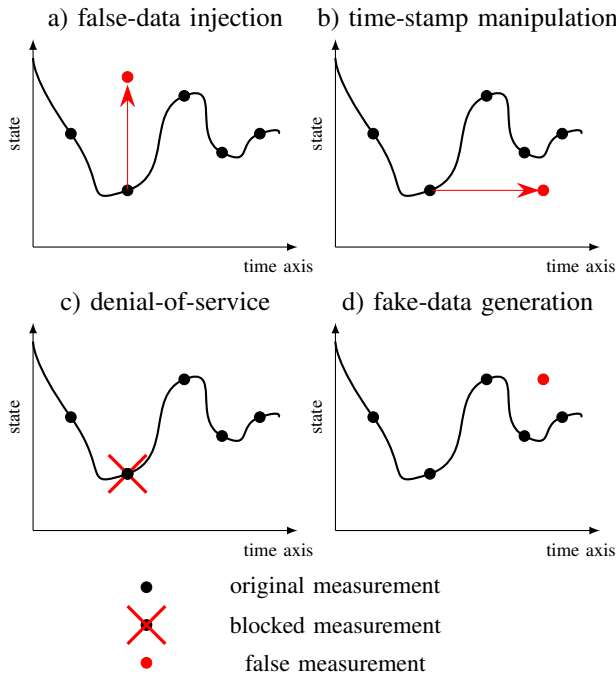 a) false-data injection
b) time-stamp manipulation
state
time axis
state
time axis
c) denial-of-service
d) fake-data generation
state
time axis
state
time axis
original measurement
blocked measurement
false measurement